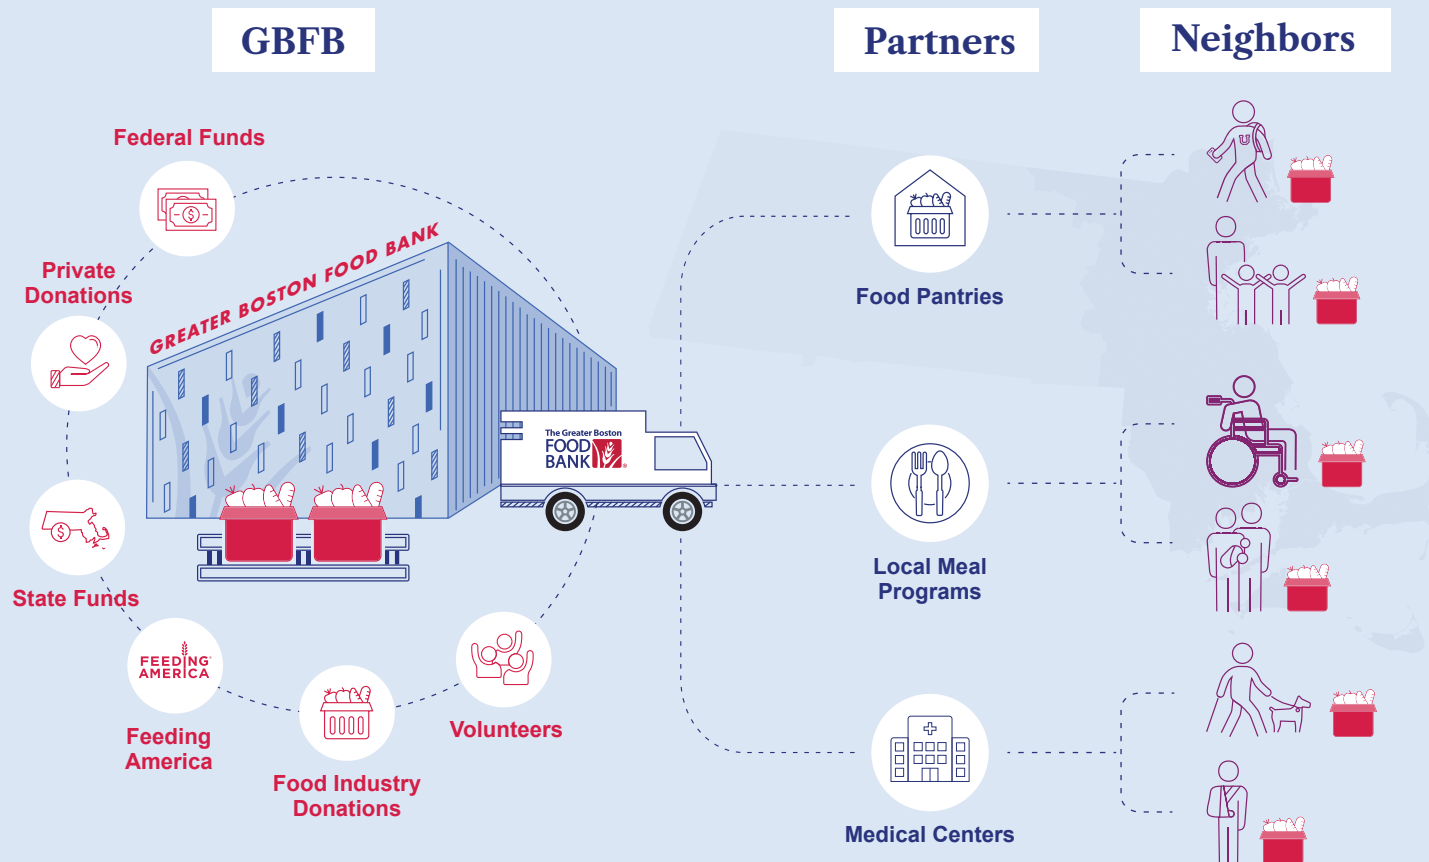 GBFB
Partners
Neighbors
Federal Funds
Private
Donations
GREATER BOSTON FOOD BANK
The Greater Boston
FOOD
BANK
State Funds
FEEDING
AMERICA
Feeding
America
Food Industry
Donations
Volunteers
Food Pantries
Local Meal
Programs
Medical Centers
U